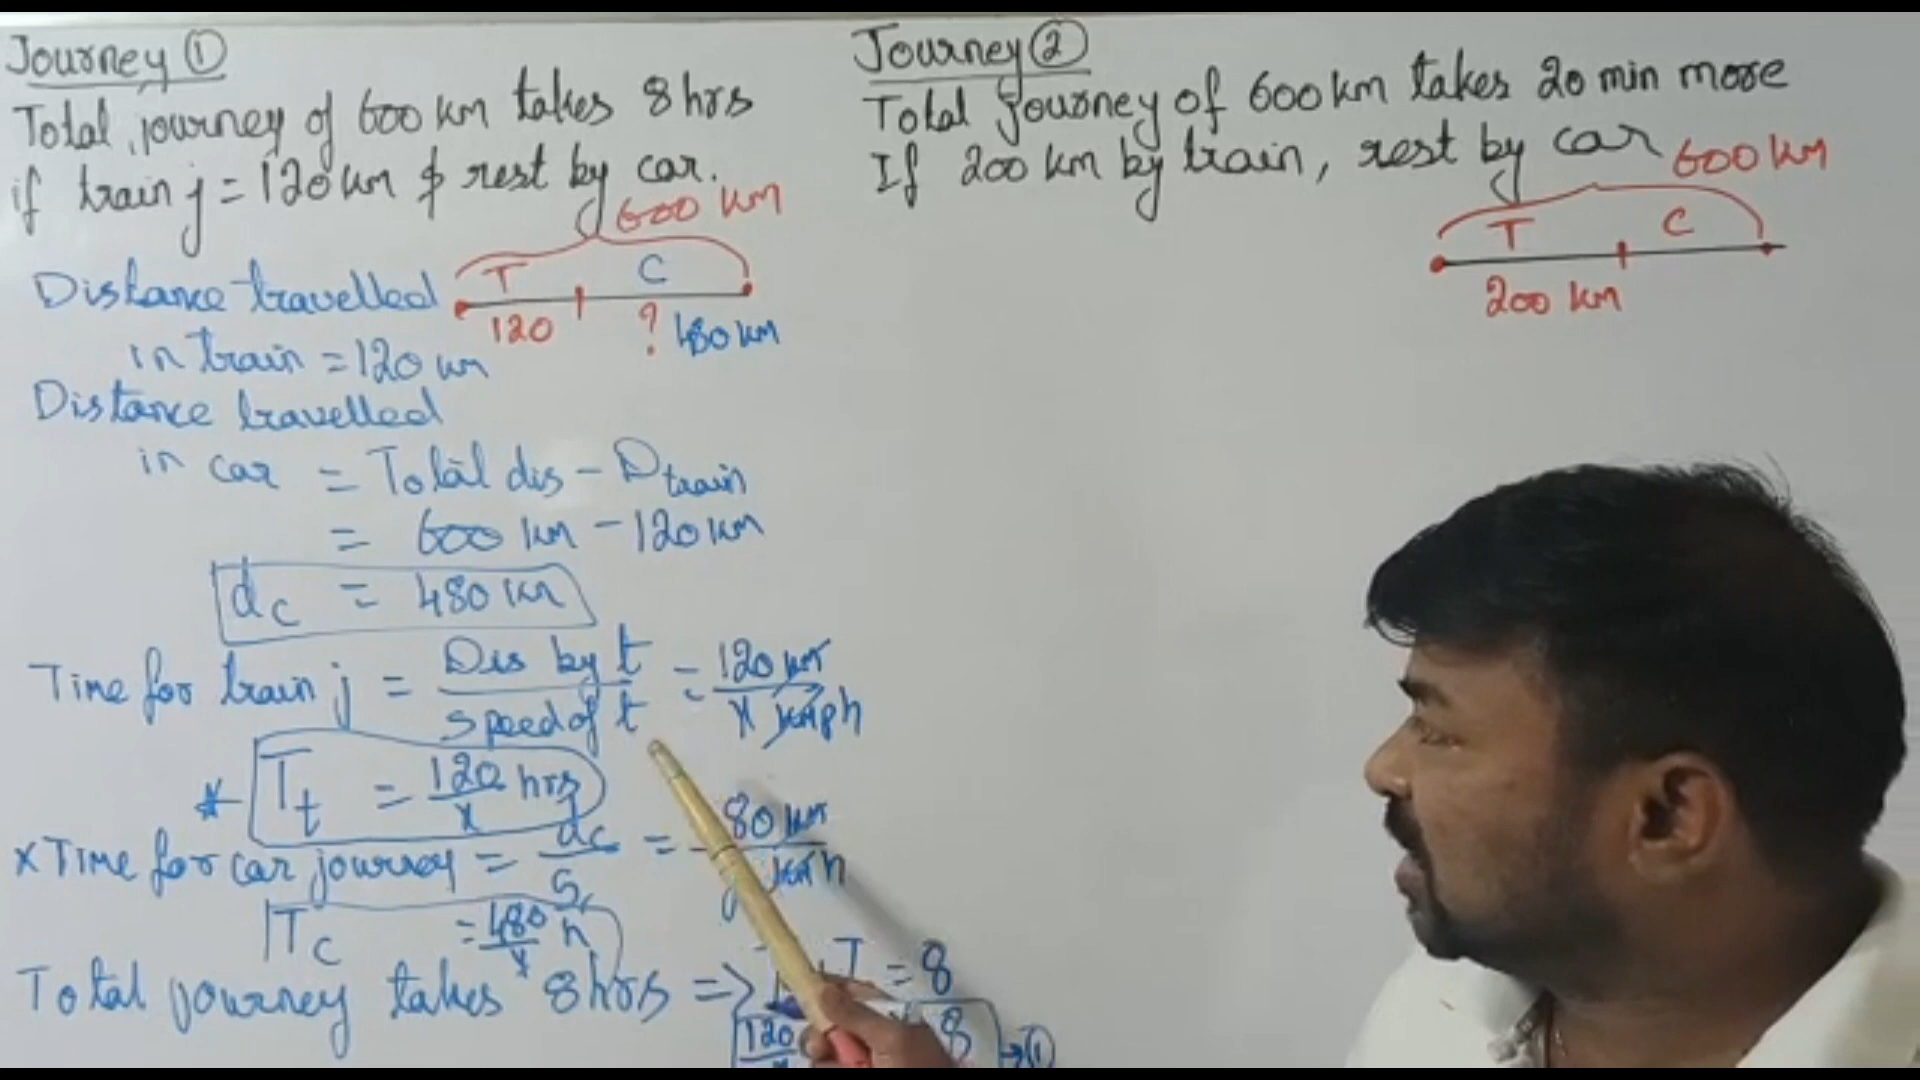 Journey ①
Total journey of 600 km takes 8 hrs
if train j = 120 km & rest by car.
600 km
T C
120 ? 480 km
Distance travelled
in train = 120 km
Distance travelled
in car = Total dis - Dtrain
= 600 km - 120 km
dc = 480 km
Time for train j = Dis by t / speed of t = 120 km / x kmph
* Tt = 120 / x hrs
x Time for car journey = dc / Sc = 80 km / y kmh
Tc = 480 / y h
Total journey takes 8 hrs => T = 8
120 / x 8 → ①
Journey ②
Total journey of 600 km takes 20 min more
If 200 km by train, rest by car
600 km
T C
200 km